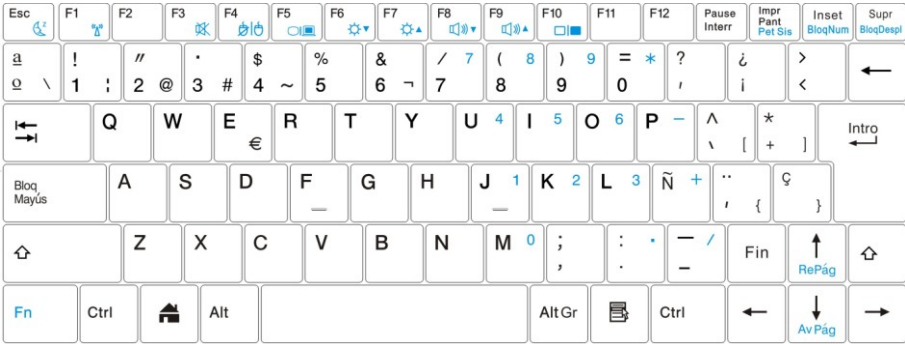 Esc F1 F2 F3 F4 F5 F6 F7 F8 F9 F10 F11 F12 Pause Interr Impr Pant Pet Sis Inset BloqNum Supr BloqDespl
a ! " · $ % & / 7 ( 8 ) 9 = * ? ¿ >
o \ 1 ¦ 2 @ 3 # 4 ~ 5 6 ¬ 7 8 9 0 ' ¡ <
Q W E € R T Y U 4 I 5 O 6 P – ^ ` [ * + ] Intro
Bloq Mayús A S D F G H J 1 K 2 L 3 Ñ + ¨ ' { Ç }
Z X C V B N M 0 ; , : . · — / – Fin RePág
Fn Ctrl Alt Alt Gr Ctrl AvPág